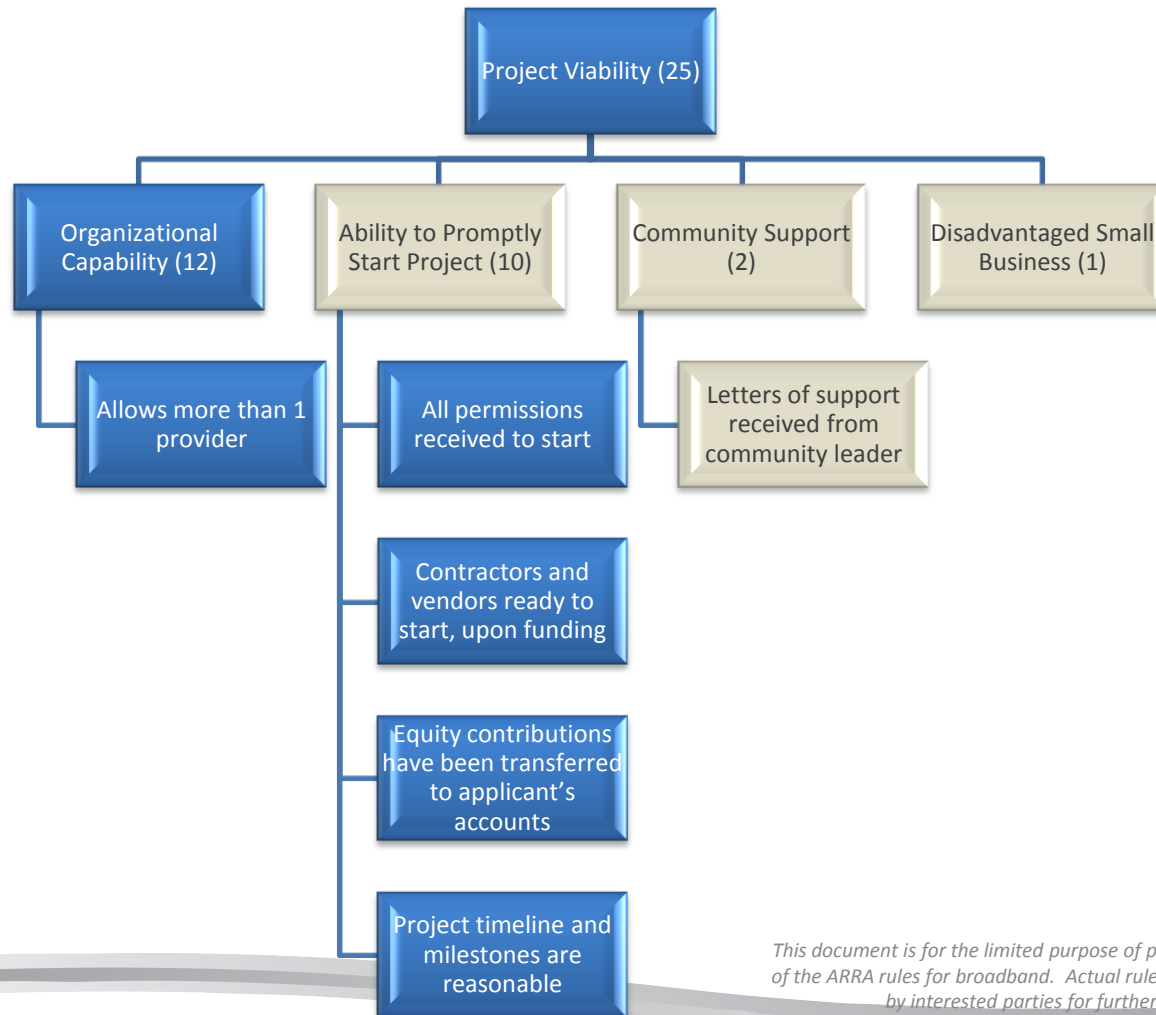 Project Viability (25)
Organizational
Capability (12)
Ability to Promptly
Start Project (10)
Community Support
(2)
Disadvantaged Small
Business (1)
Allows more than 1
provider
All permissions
received to start
Letters of support
received from
community leader
Contractors and
vendors ready to
start, upon funding
Equity contributions
have been transferred
to applicant’s
accounts
Project timeline and
milestones are
reasonable
This document is for the limited purpose of p
of the ARRA rules for broadband. Actual rule
by interested parties for further